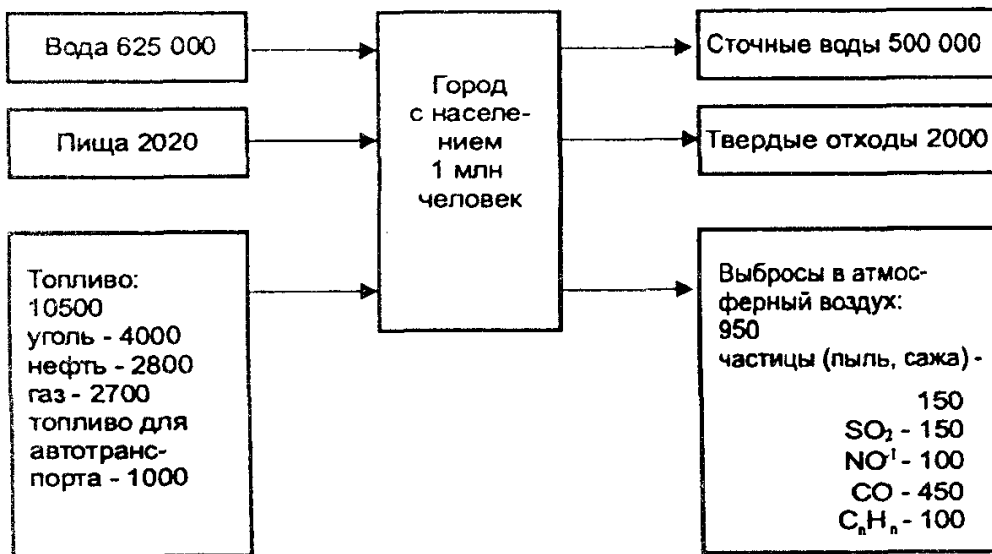 Вода 625 000
Пища 2020
Топливо:
10500
уголь - 4000
нефть - 2800
газ - 2700
топливо для
автотранс-
порта - 1000
Город
с населе-
нием
1 млн
человек
Сточные воды 500 000
Твердые отходы 2000
Выбросы в атмос-
ферный воздух:
950
частицы (пыль, сажа) -
150
SO₂ - 150
NO⁻¹ - 100
CO - 450
CₙHₙ - 100